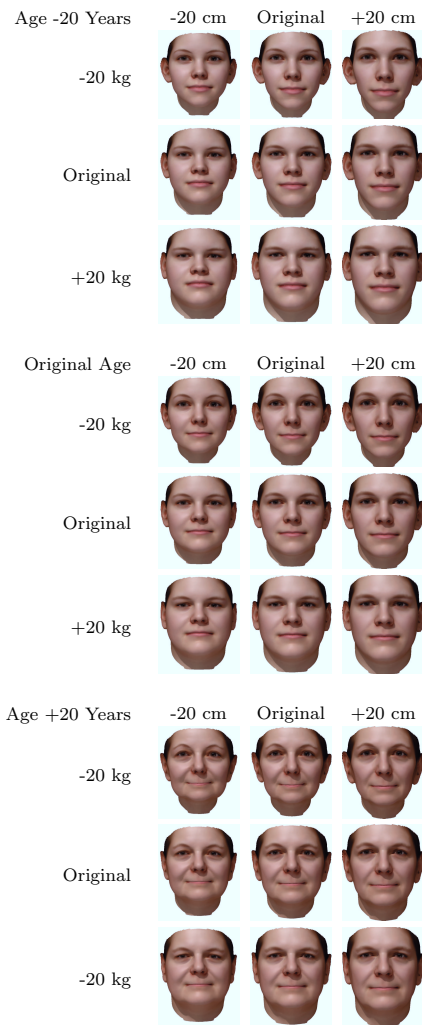 Age -20 Years -20 cm Original +20 cm
-20 kg
Original
+20 kg
Original Age -20 cm Original +20 cm
-20 kg
Original
+20 kg
Age +20 Years -20 cm Original +20 cm
-20 kg
Original
-20 kg